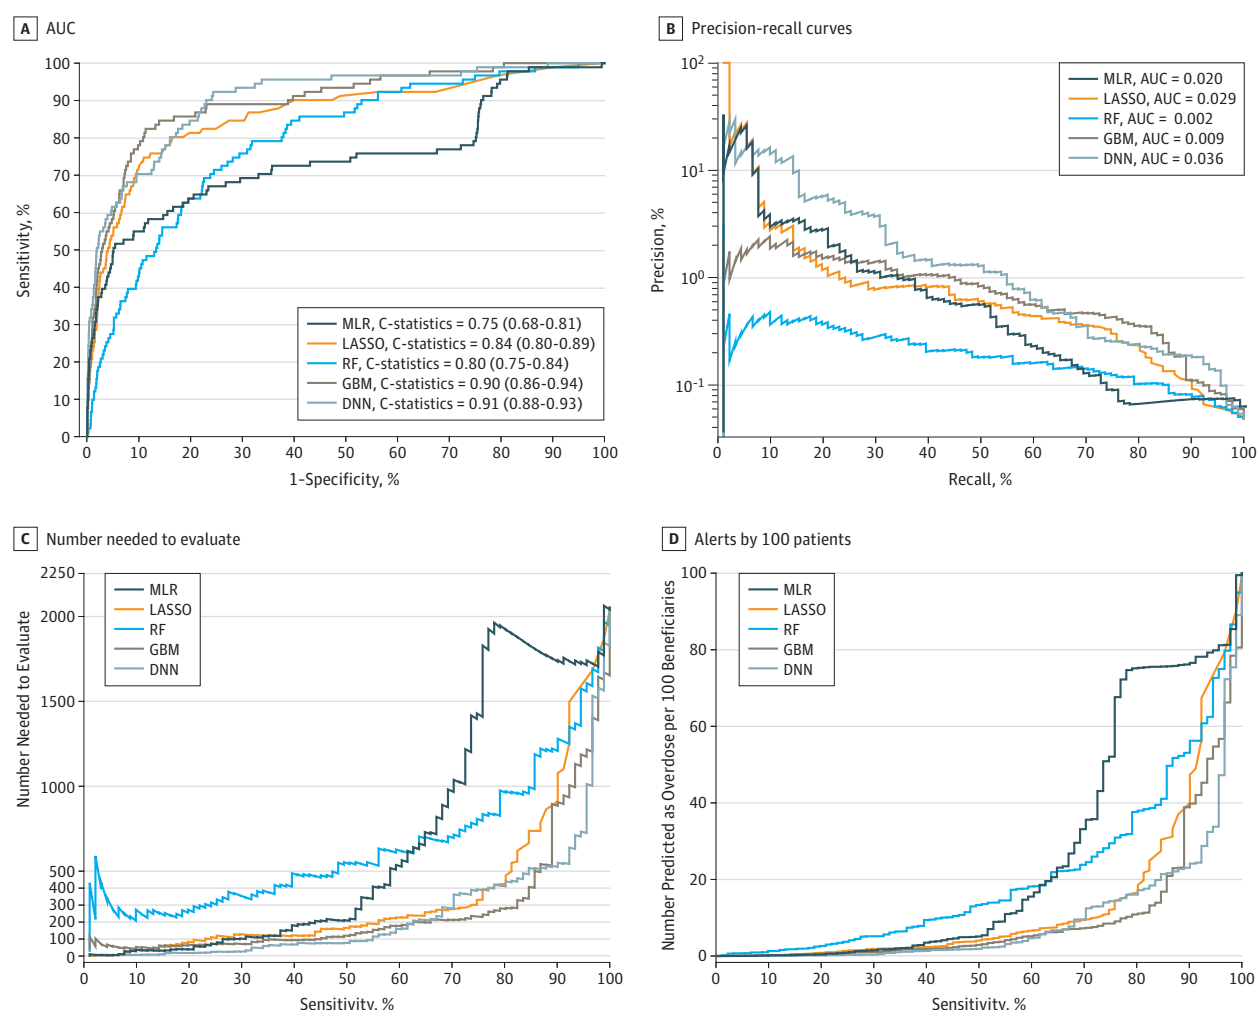 A AUC
100
90
80
70
60
50
40
30
20
10
0
Sensitivity, %
MLR, C-statistics = 0.75 (0.68-0.81)
LASSO, C-statistics = 0.84 (0.80-0.89)
RF, C-statistics = 0.80 (0.75-0.84)
GBM, C-statistics = 0.90 (0.86-0.94)
DNN, C-statistics = 0.91 (0.88-0.93)
0 10 20 30 40 50 60 70 80 90 100
1-Specificity, %
B Precision-recall curves
10²
10¹
10⁰
10⁻¹
Precision, %
MLR, AUC = 0.020
LASSO, AUC = 0.029
RF, AUC = 0.002
GBM, AUC = 0.009
DNN, AUC = 0.036
0 10 20 30 40 50 60 70 80 90 100
Recall, %
C Number needed to evaluate
2250
2000
1500
1000
500
400
300
200
100
0
Number Needed to Evaluate
MLR
LASSO
RF
GBM
DNN
0 10 20 30 40 50 60 70 80 90 100
Sensitivity, %
D Alerts by 100 patients
100
80
60
40
20
0
Number Predicted as Overdose per 100 Beneficiaries
MLR
LASSO
RF
GBM
DNN
0 10 20 30 40 50 60 70 80 90 100
Sensitivity, %